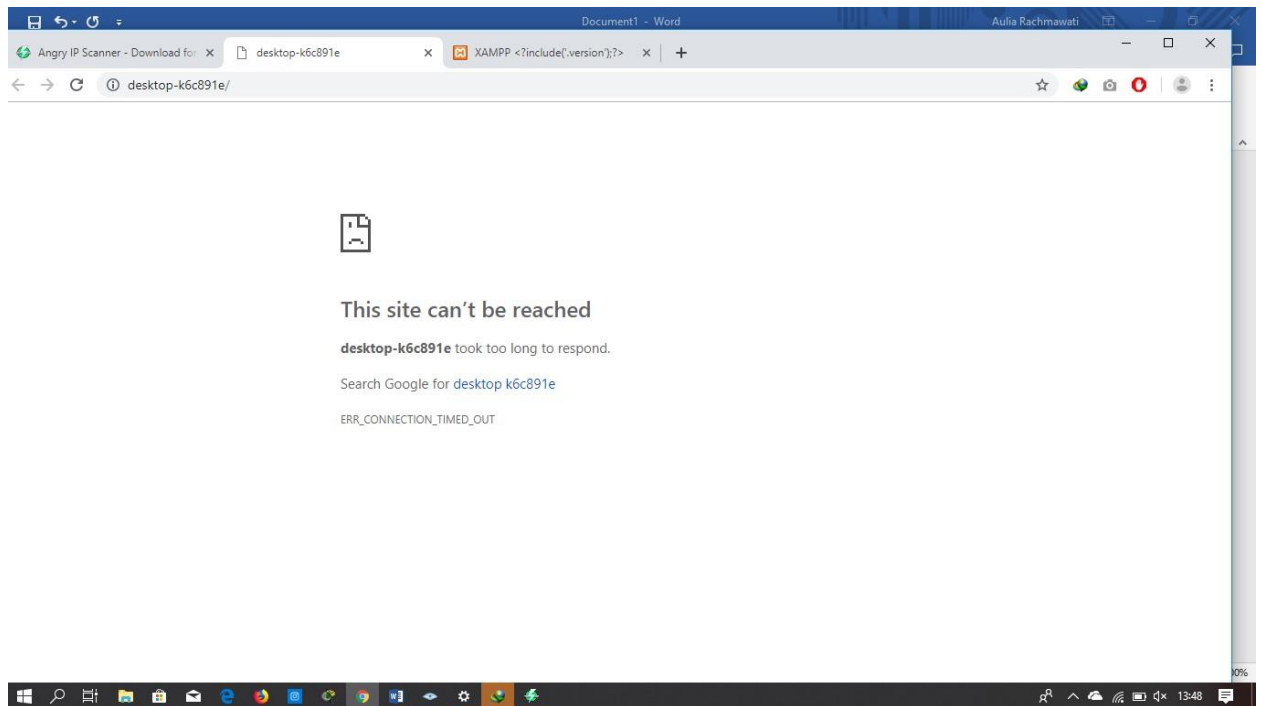 Document1 - Word
Aulia Rachmawati
Angry IP Scanner - Download for
desktop-k6c891e
XAMPP <?include('.version');?>
desktop-k6c891e/
This site can't be reached
desktop-k6c891e took too long to respond.
Search Google for desktop k6c891e
ERR_CONNECTION_TIMED_OUT
13:48